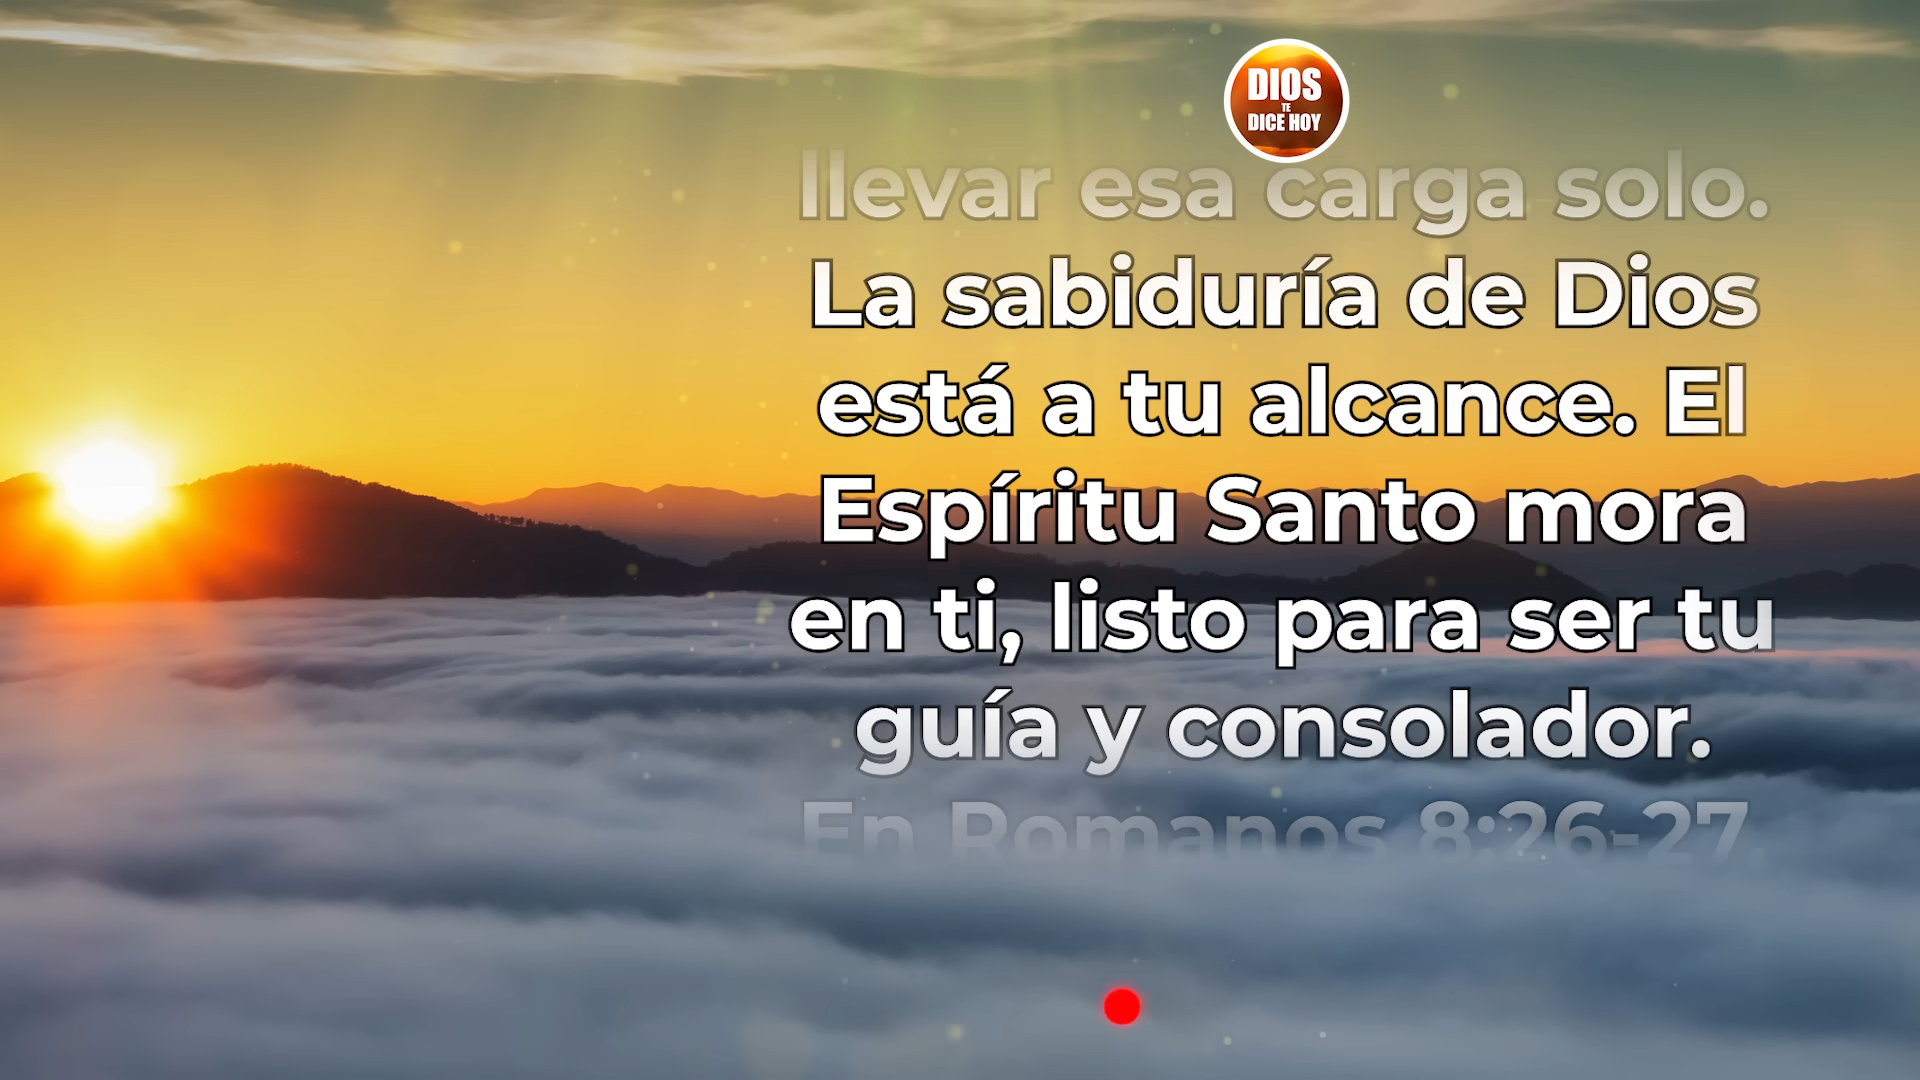 DIOS
TE
DICE HOY
llevar esa carga solo.
La sabiduría de Dios
está a tu alcance. El
Espíritu Santo mora
en ti, listo para ser tu
guía y consolador.
En Romanos 8:26-27,